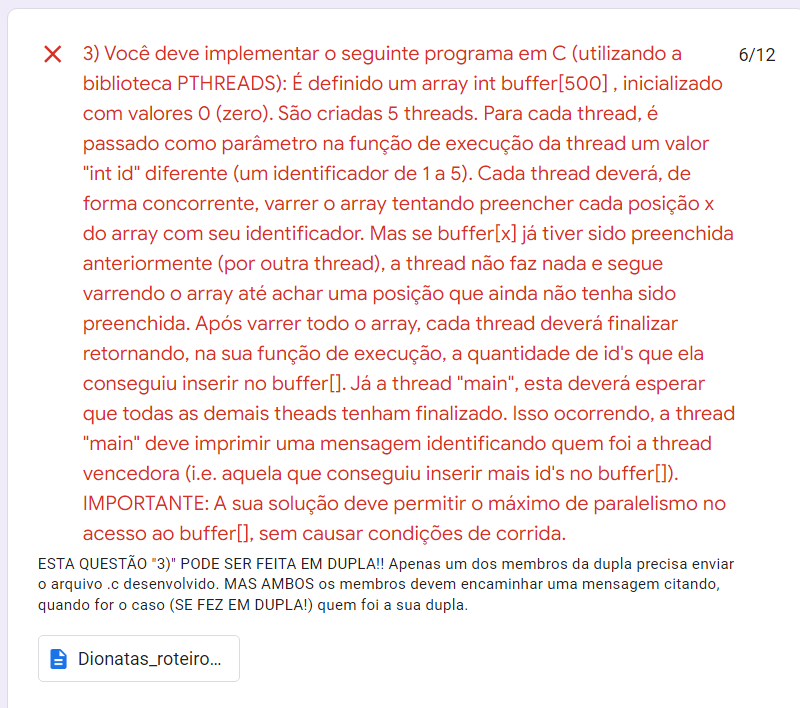 3) Você deve implementar o seguinte programa em C (utilizando a
6/12
biblioteca PTHREADS): É definido um array int buffer[500] , inicializado
com valores 0 (zero). São criadas 5 threads. Para cada thread, é
passado como parâmetro na função de execução da thread um valor
"int id" diferente (um identificador de 1 a 5). Cada thread deverá, de
forma concorrente, varrer o array tentando preencher cada posição x
do array com seu identificador. Mas se buffer[x] já tiver sido preenchida
anteriormente (por outra thread), a thread não faz nada e segue
varrendo o array até achar uma posição que ainda não tenha sido
preenchida. Após varrer todo o array, cada thread deverá finalizar
retornando, na sua função de execução, a quantidade de id's que ela
conseguiu inserir no buffer[]. Já a thread "main", esta deverá esperar
que todas as demais theads tenham finalizado. Isso ocorrendo, a thread
"main" deve imprimir uma mensagem identificando quem foi a thread
vencedora (i.e. aquela que conseguiu inserir mais id's no buffer[]).
IMPORTANTE: A sua solução deve permitir o máximo de paralelismo no
acesso ao buffer[], sem causar condições de corrida.
ESTA QUESTÃO "3)" PODE SER FEITA EM DUPLA!! Apenas um dos membros da dupla precisa enviar
o arquivo .c desenvolvido. MAS AMBOS os membros devem encaminhar uma mensagem citando,
quando for o caso (SE FEZ EM DUPLA!) quem foi a sua dupla.
Dionatas_roteiro...